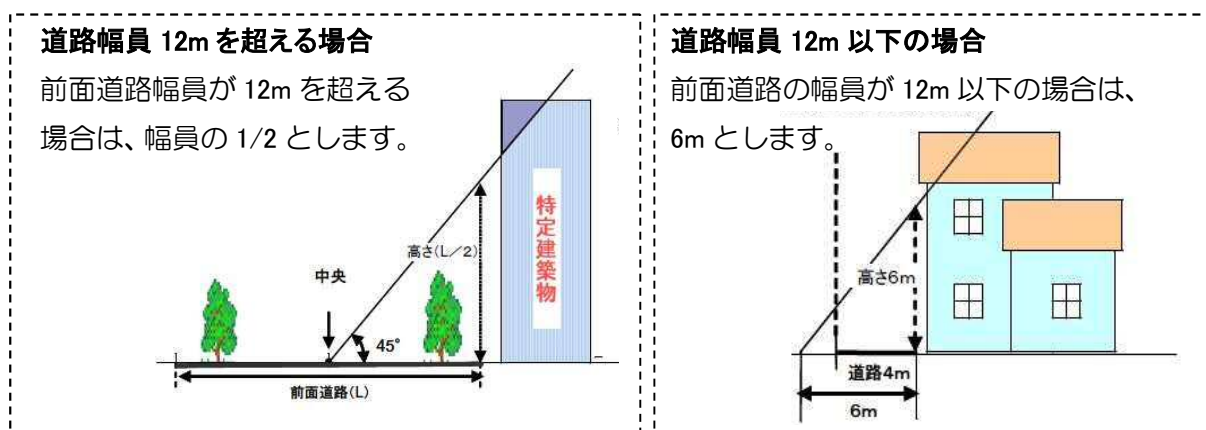 道路幅員 12m を超える場合
前面道路幅員が 12m を超える
場合は、幅員の 1/2 とします。
特定建築物
高さ(L/2)
中央
45°
前面道路(L)
道路幅員 12m 以下の場合
前面道路の幅員が 12m 以下の場合は、
6m とします。
高さ6m
道路4m
6m